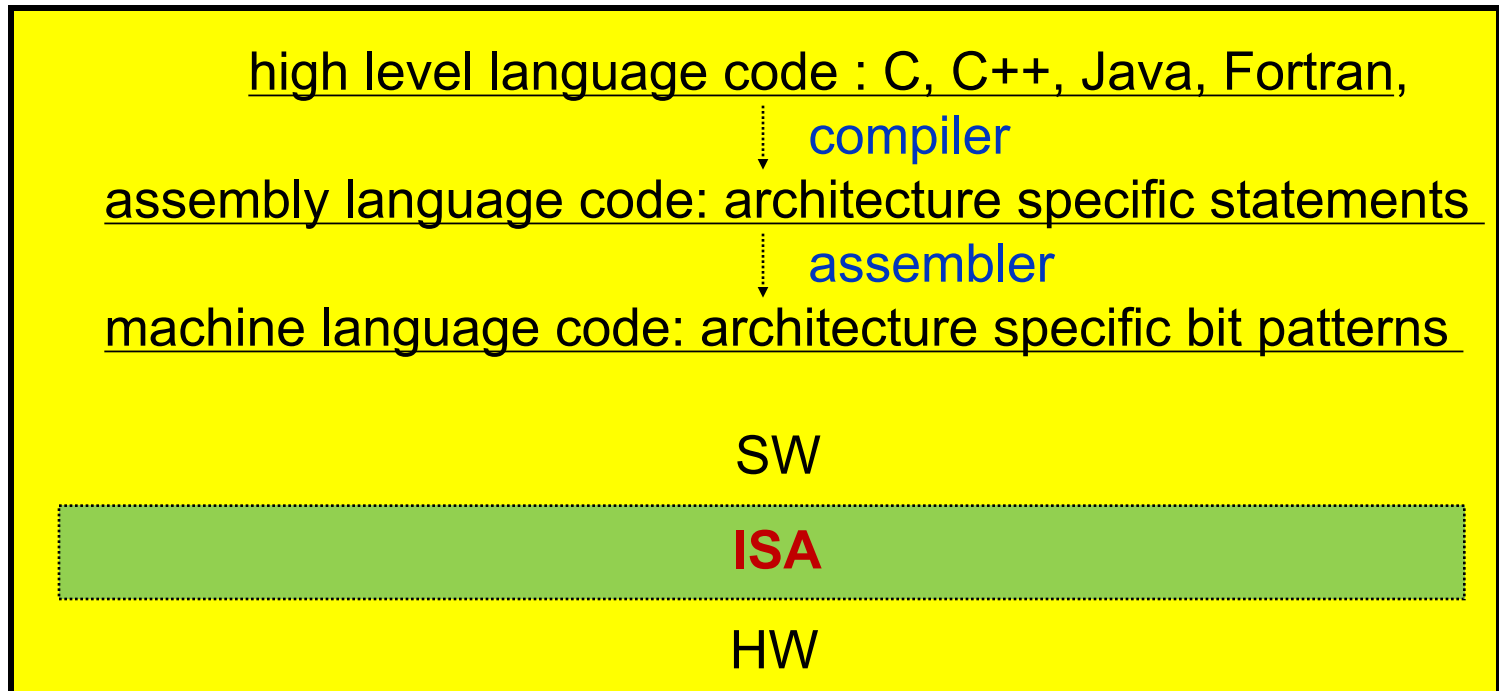 high level language code : C, C++, Java, Fortran,
compiler
assembly language code: architecture specific statements
assembler
machine language code: architecture specific bit patterns
SW
ISA
HW